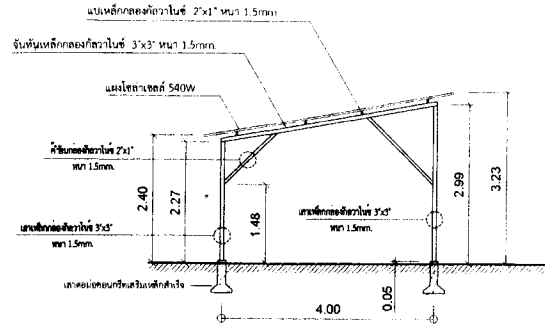 แปเหล็กกลองกัลวาไนซ์ 2"x1" หนา 1.5mm
จันทันเหล็กกลองกัลวาไนซ์ 3"x3" หนา 1.5mm.
แผงโซล่าเซลล์ 540W
ค้ำยันกลองกัลวาไนซ์ 2"x1"
หนา 1.5mm.
เสาเหล็กกลองกัลวาไนซ์ 3"x3"
หนา 1.5mm.
เสาเหล็กกลองกัลวาไนซ์ 3"x3"
หนา 1.5mm.
เสาตอม่อคอนกรีตเสริมเหล็กสำเร็จ
2.40
2.27
1.48
2.99
3.23
0.05
4.00